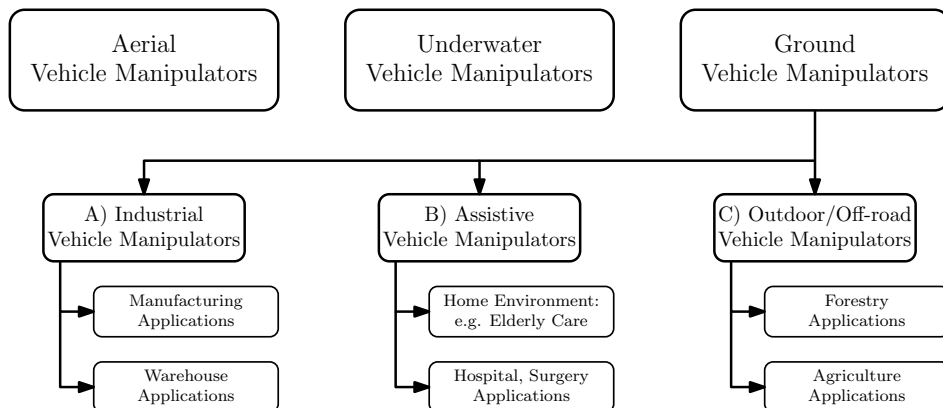 Aerial
Vehicle Manipulators
Underwater
Vehicle Manipulators
Ground
Vehicle Manipulators
A) Industrial
Vehicle Manipulators
B) Assistive
Vehicle Manipulators
C) Outdoor/Off-road
Vehicle Manipulators
Manufacturing
Applications
Home Environment:
e.g. Elderly Care
Forestry
Applications
Warehouse
Applications
Hospital, Surgery
Applications
Agriculture
Applications